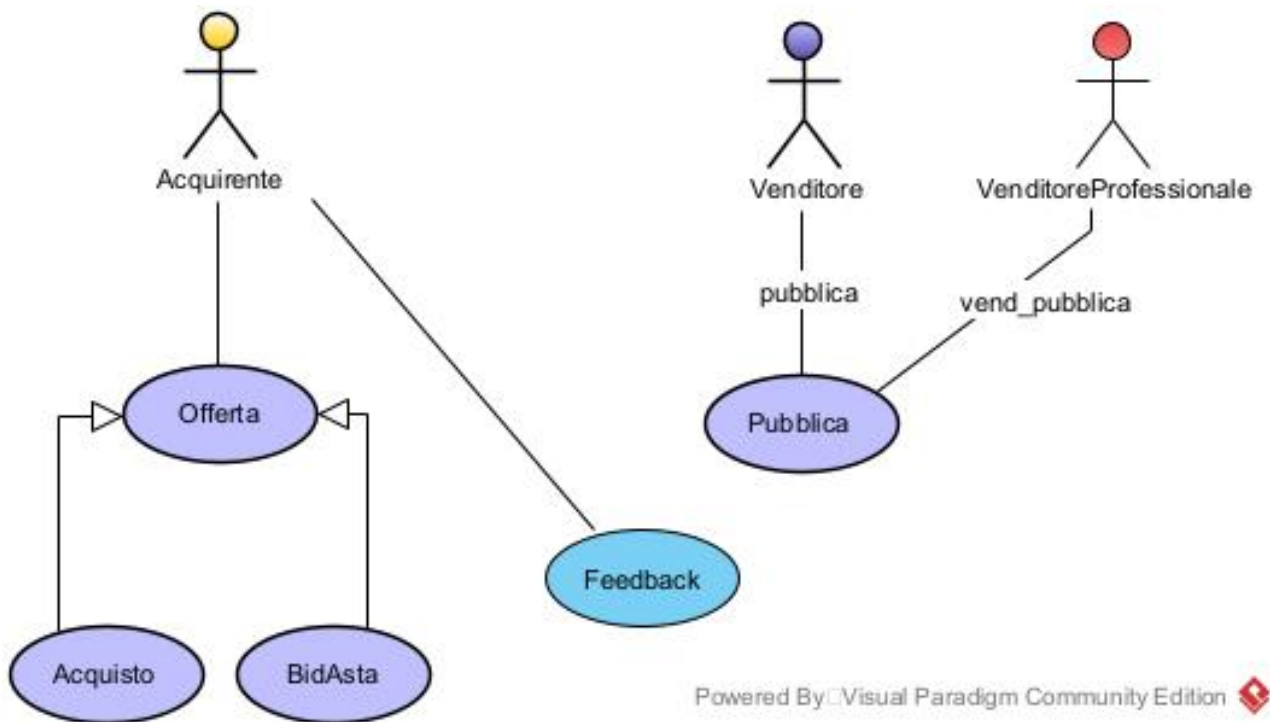 Acquirente
Venditore
VenditoreProfessionale
pubblica
vend_pubblica
Offerta
Pubblica
Feedback
Acquisto
BidAsta
Powered By Visual Paradigm Community Edition